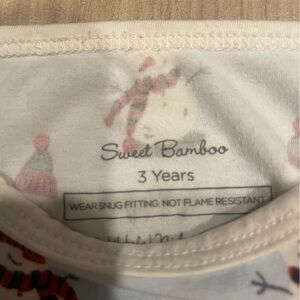 Sweet Bamboo
3 Years
WEAR SNUG FITTING. NOT FLAME RESISTANT